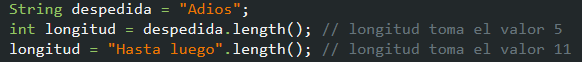 String despedida = "Adios";
int longitud = despedida.length(); // longitud toma el valor 5
longitud = "Hasta luego".length(); // longitud toma el valor 11